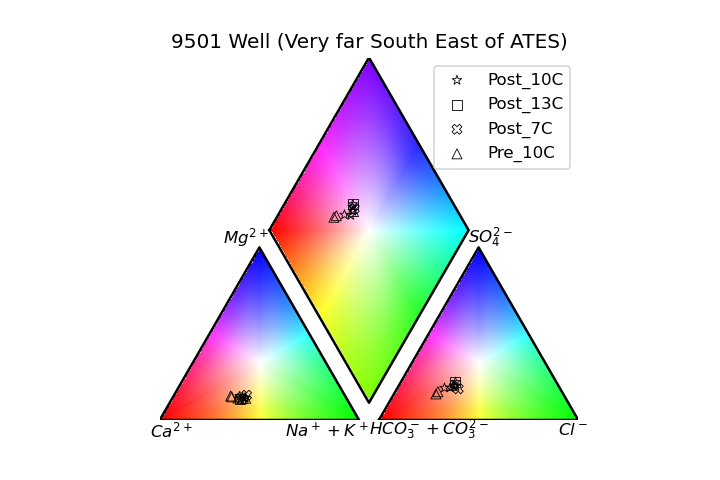 9501 Well (Very far South East of ATES)
Post_10C
Post_13C
Post_7C
Pre_10C
Mg²⁺
SO₄²⁻
Ca²⁺
Na⁺ + K⁺
HCO₃⁻ + CO₃²⁻
Cl⁻